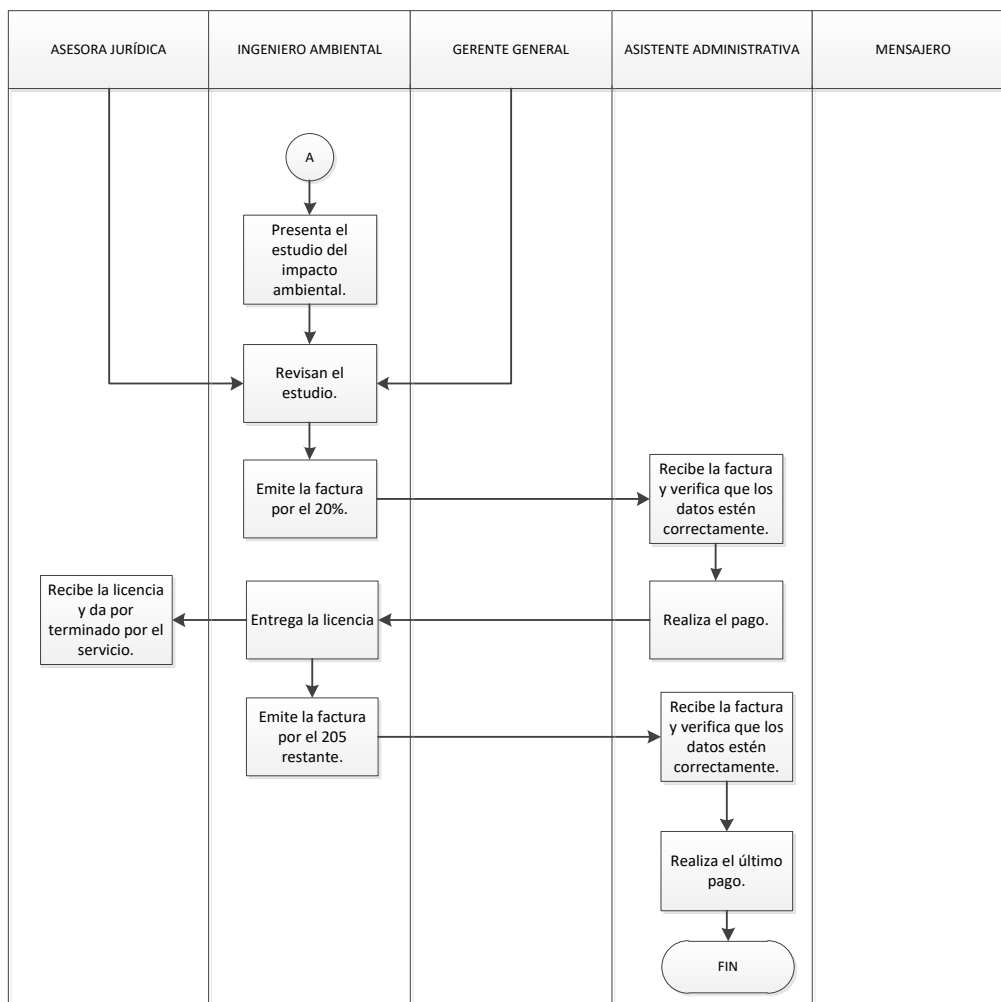 ASESORA JURÍDICA
INGENIERO AMBIENTAL
GERENTE GENERAL
ASISTENTE ADMINISTRATIVA
MENSAJERO
A
Presenta el
estudio del
impacto
ambiental.
Revisan el
estudio.
Emite la factura
por el 20%.
Recibe la factura
y verifica que los
datos estén
correctamente.
Recibe la licencia
y da por
terminado por el
servicio.
Entrega la licencia
Realiza el pago.
Emite la factura
por el 205
restante.
Recibe la factura
y verifica que los
datos estén
correctamente.
Realiza el último
pago.
FIN